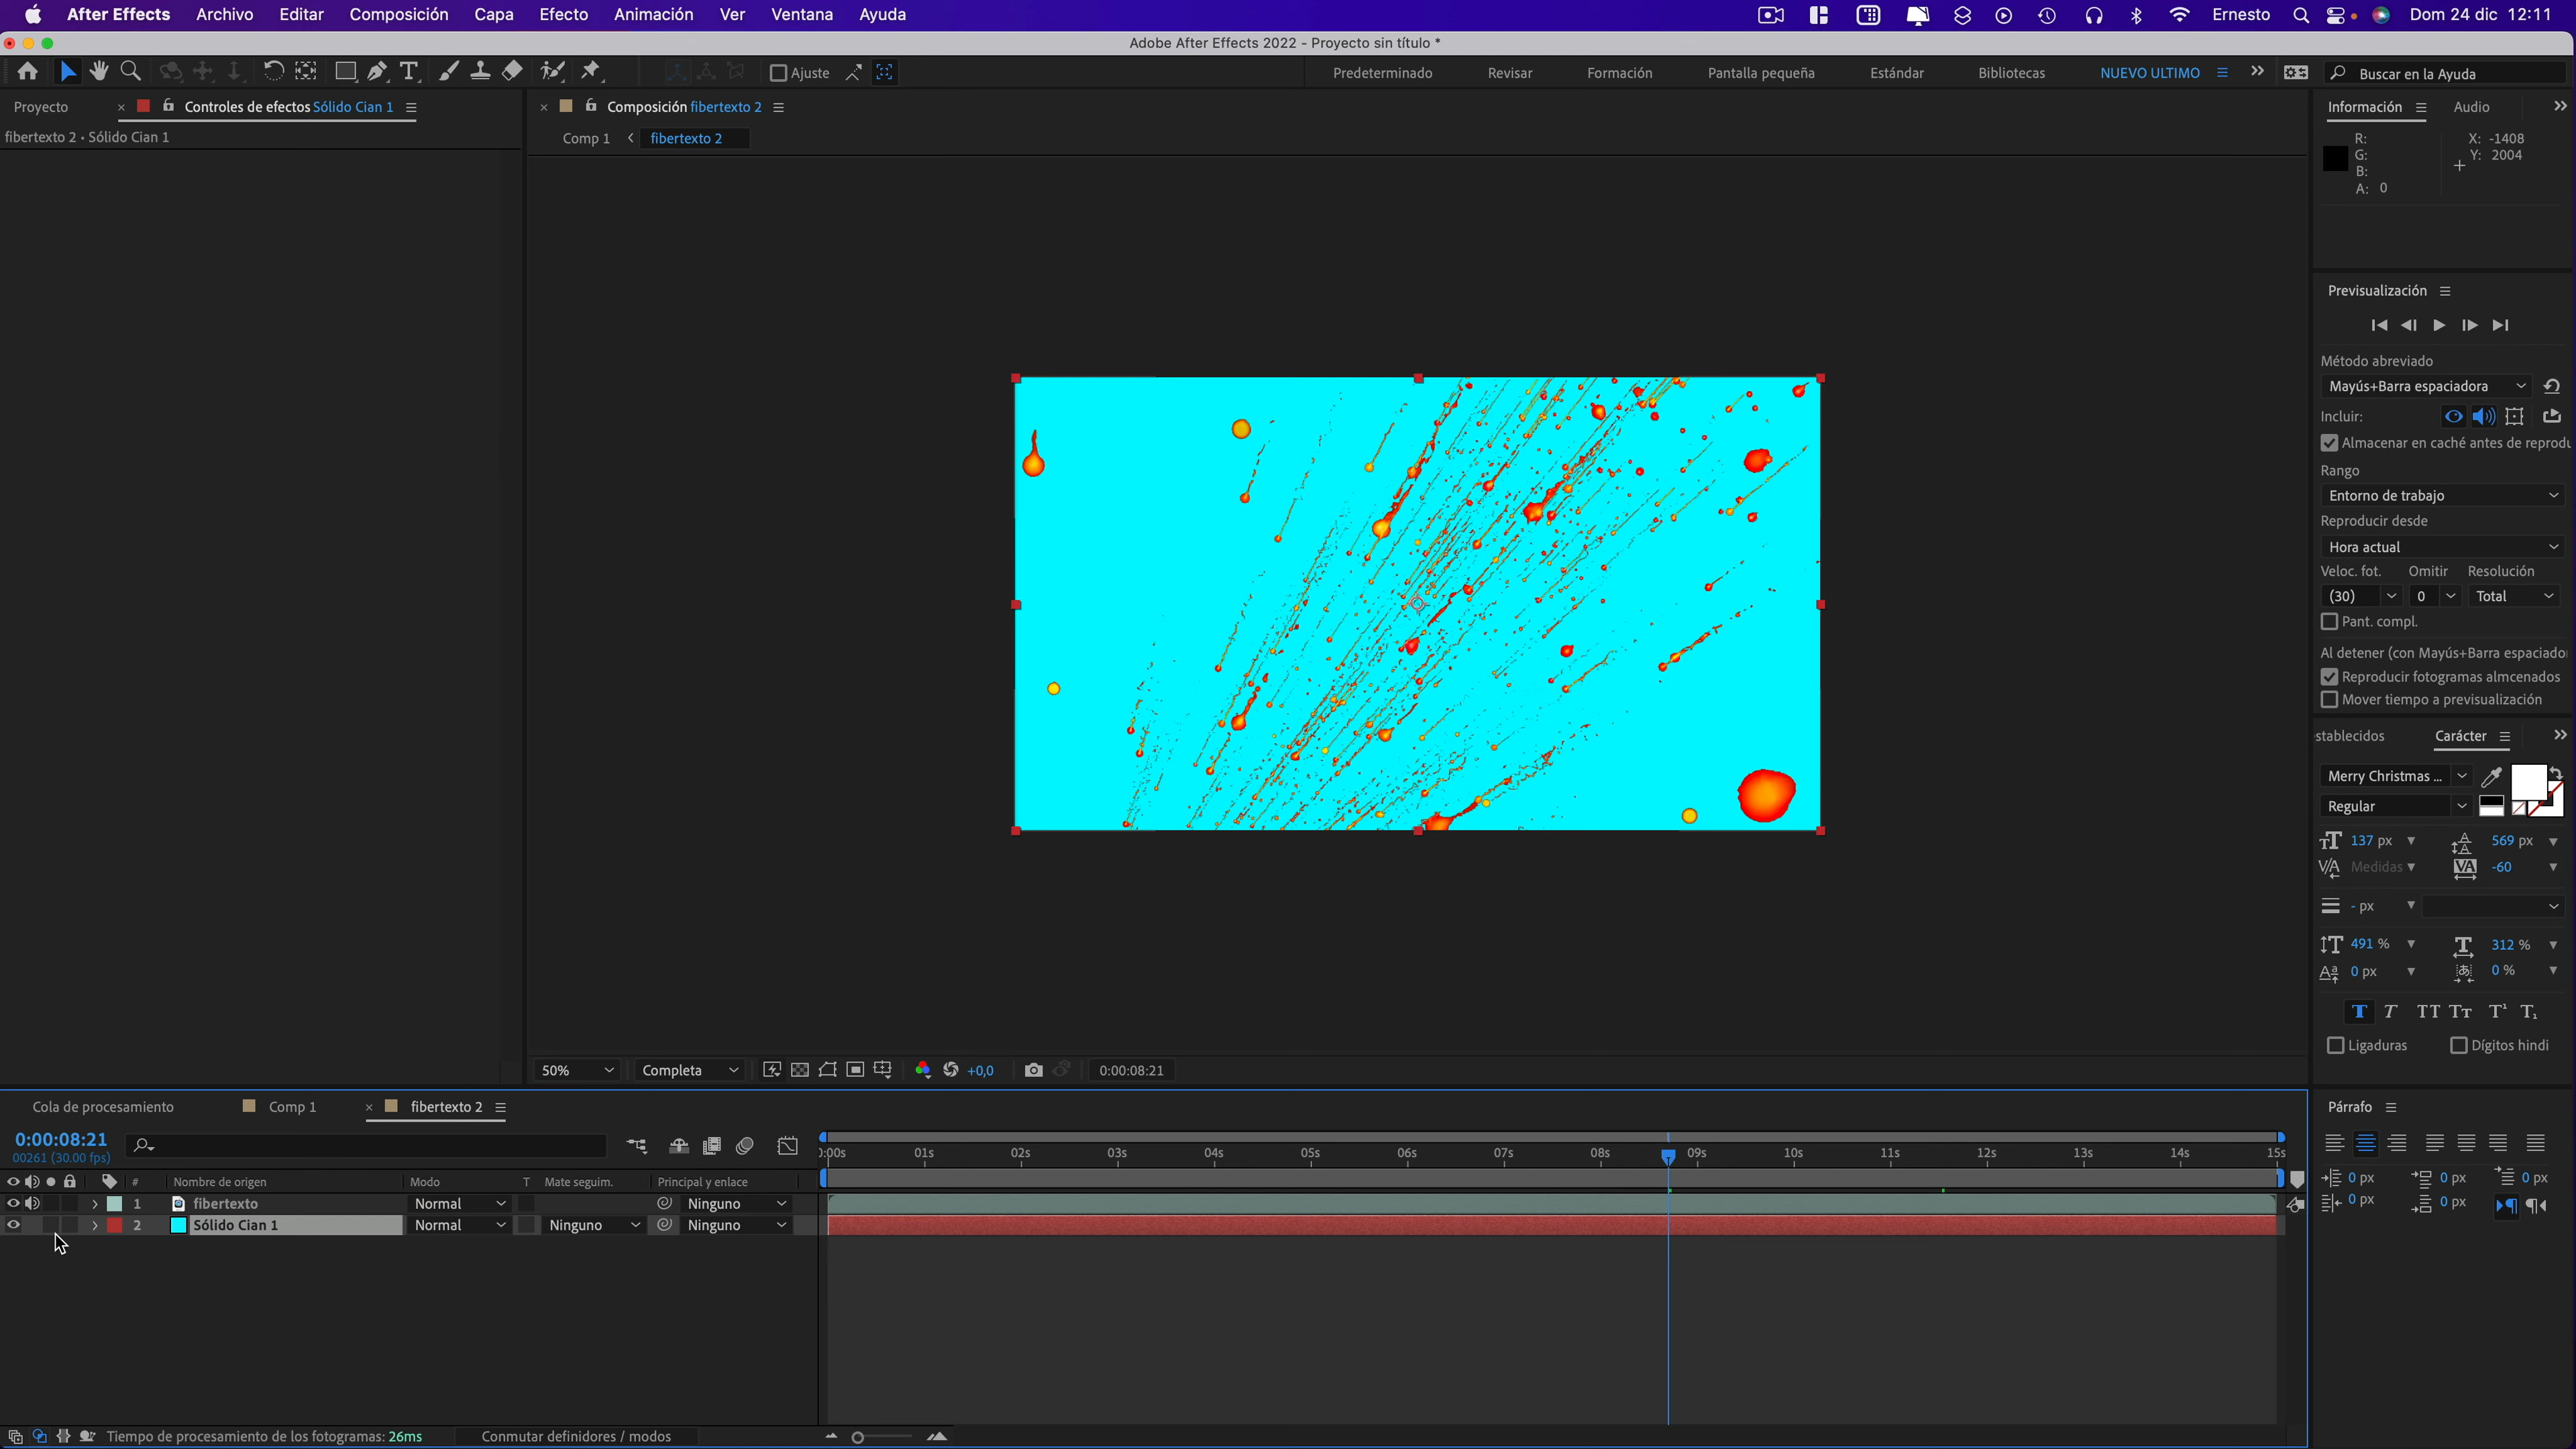 After Effects Archivo Editar Composición Capa Efecto Animación Ver Ventana Ayuda Ernesto Dom 24 dic 12:11
Adobe After Effects 2022 - Proyecto sin título *
Ajuste Predeterminado Revisar Formación Pantalla pequeña Estándar Bibliotecas NUEVO ULTIMO Buscar en la Ayuda
Proyecto Controles de efectos Sólido Cian 1 Composición fibertexto 2 Información Audio
fibertexto 2 • Sólido Cian 1 Comp 1 fibertexto 2
R: X: -1408
G: Y: 2004
B:
A: 0
Previsualización
Método abreviado
Mayús+Barra espaciadora
Incluir:
Almacenar en caché antes de reprodu
Rango
Entorno de trabajo
Reproducir desde
Hora actual
Veloc. fot. Omitir Resolución
(30) 0 Total
Pant. compl.
Al detener (con Mayús+Barra espaciador
Reproducir fotogramas almcenados
Mover tiempo a previsualización
stablecidos Carácter
Merry Christmas ...
Regular
137 px 569 px
Medidas -60
- px
491 % 312 %
0 px 0 %
Ligaduras Dígitos hindi
50% Completa +0,0 0:00:08:21
Cola de procesamiento Comp 1 fibertexto 2 Párrafo
0:00:08:21
00261 (30.00 fps)
):00s 01s 02s 03s 04s 05s 06s 07s 08s 09s 10s 11s 12s 13s 14s 15s
# Nombre de origen Modo T Mate seguim. Principal y enlace
1 fibertexto Normal Ninguno
2 Sólido Cian 1 Normal Ninguno Ninguno
0 px 0 px 0 px
0 px 0 px
Tiempo de procesamiento de los fotogramas: 26ms Conmutar definidores / modos